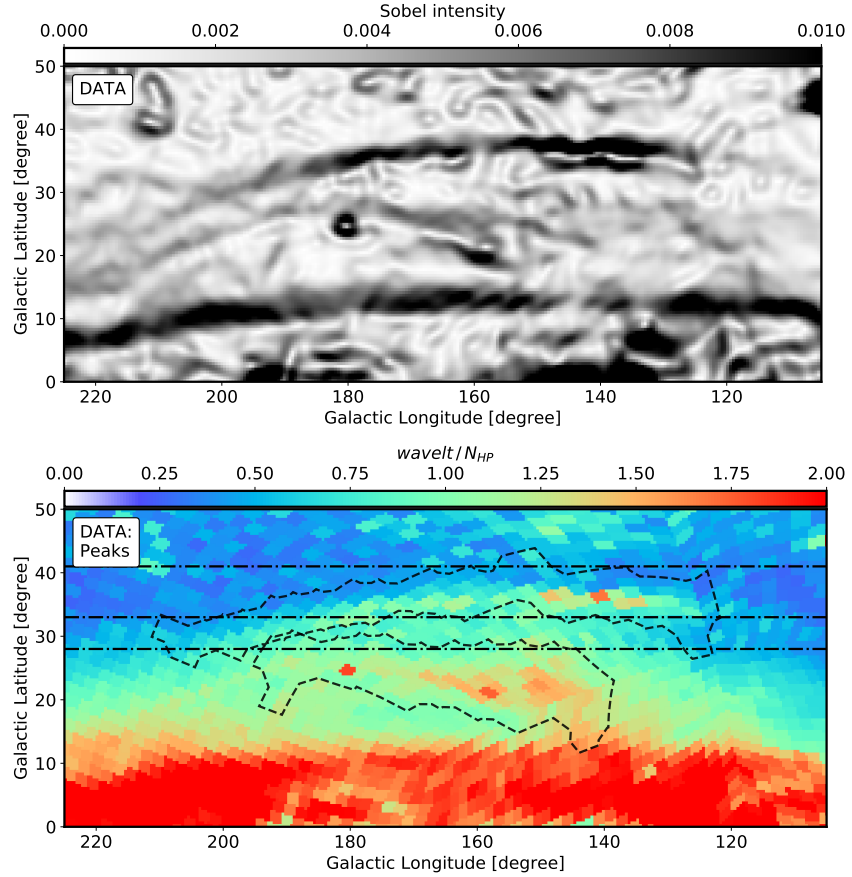 Sobel intensity
0.000 0.002 0.004 0.006 0.008 0.010
50
DATA
40
30
20
10
0
Galactic Latitude [degree]
220 200 180 160 140 120
Galactic Longitude [degree]
wavelt / N_HP
0.00 0.25 0.50 0.75 1.00 1.25 1.50 1.75 2.00
50
DATA:
Peaks
40
30
20
10
0
Galactic Latitude [degree]
220 200 180 160 140 120
Galactic Longitude [degree]